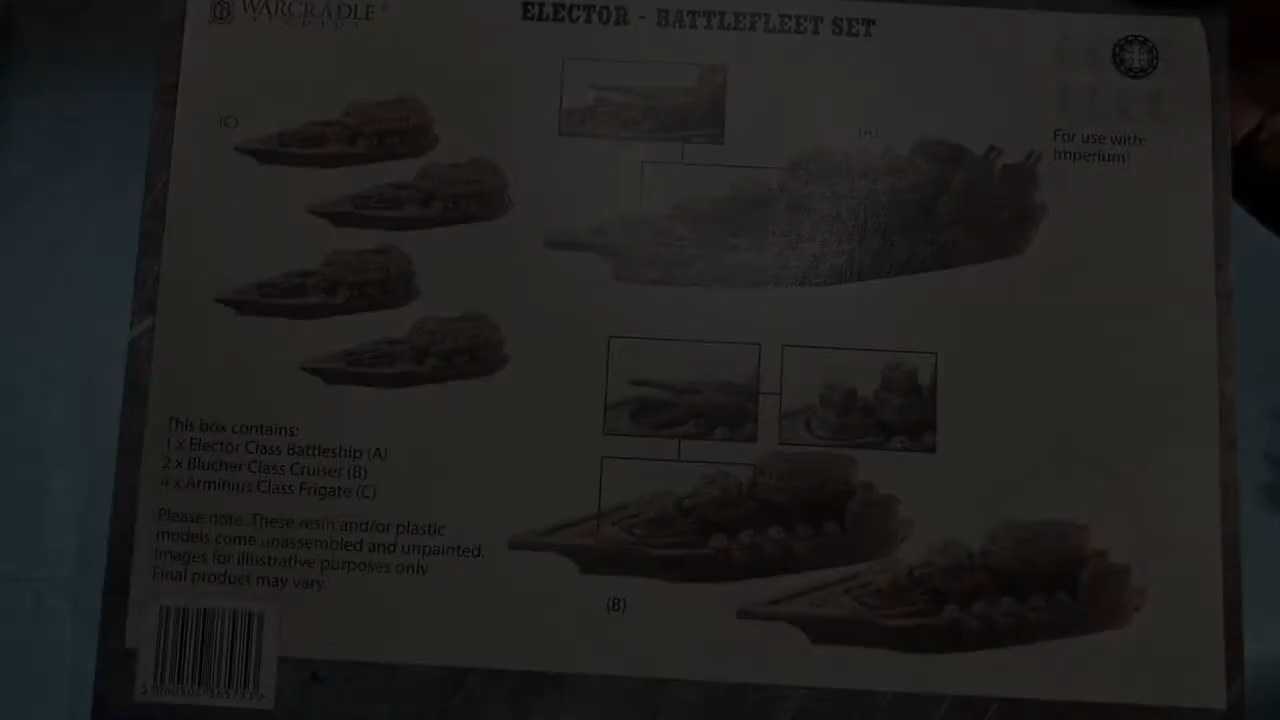 WARCRADLE
STUDIOS
ELECTOR - BATTLEFLEET SET
(C)
(A)
For use with:
Imperium
This box contains:
1 x Elector Class Battleship (A)
2 x Blucher Class Cruiser (B)
4 x Arminius Class Frigate (C)
Please note: These resin and/or plastic
models come unassembled and unpainted.
Images for illustrative purposes only.
Final product may vary.
(B)